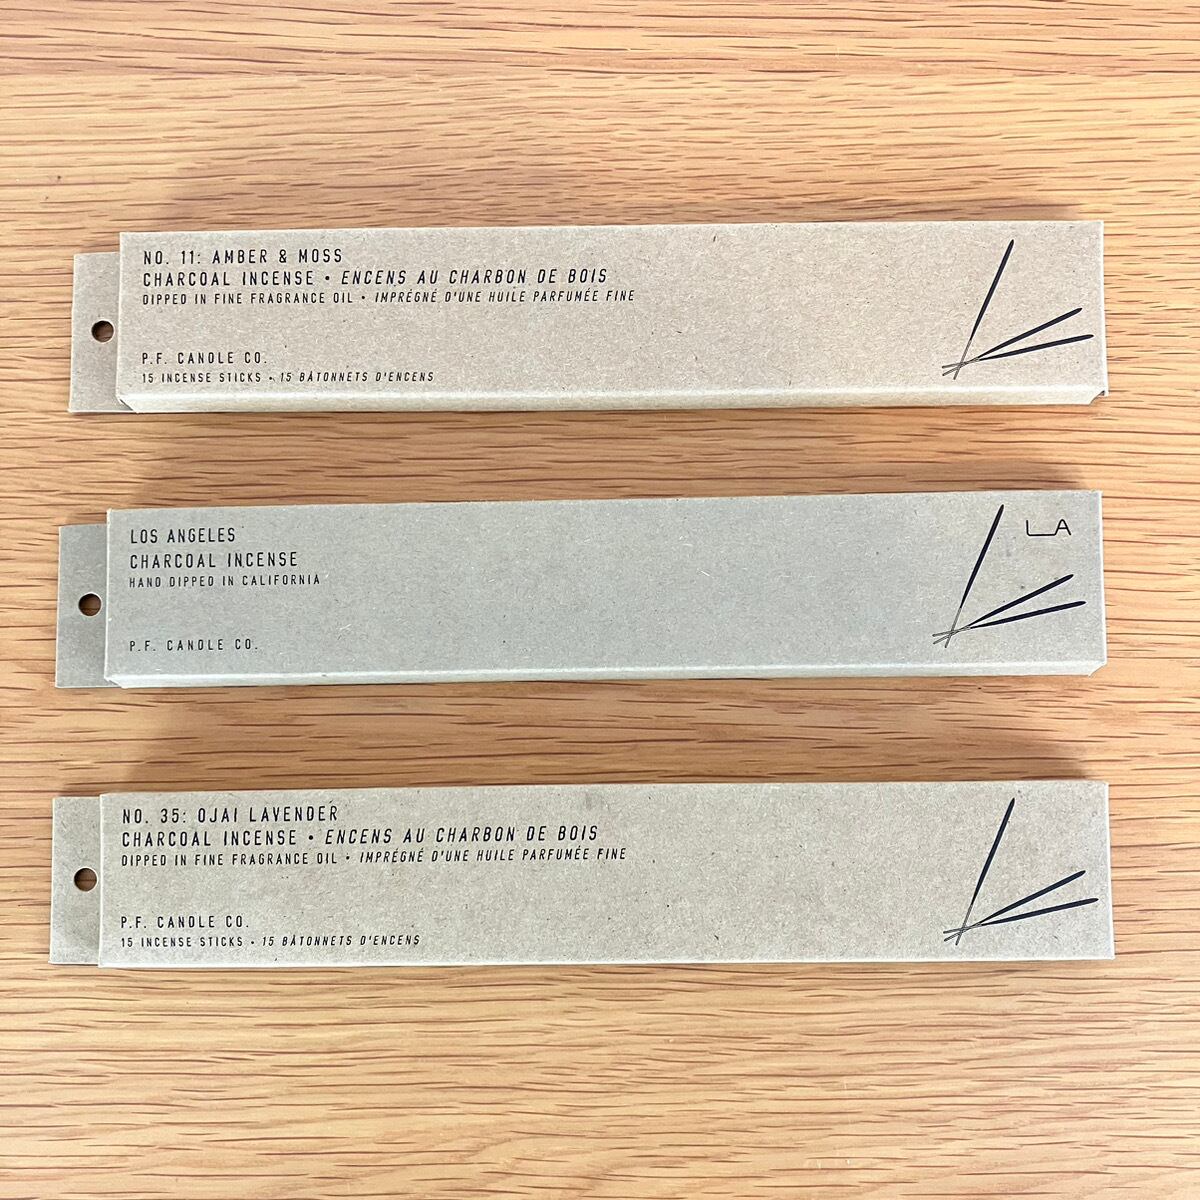 NO. 11: AMBER & MOSS
CHARCOAL INCENSE • ENCENS AU CHARBON DE BOIS
DIPPED IN FINE FRAGRANCE OIL • IMPRÉGNÉ D'UNE HUILE PARFUMÉE FINE
P.F. CANDLE CO.
15 INCENSE STICKS • 15 BÂTONNETS D'ENCENS
LOS ANGELES
CHARCOAL INCENSE
HAND DIPPED IN CALIFORNIA
P.F. CANDLE CO.
LA
NO. 35: OJAI LAVENDER
CHARCOAL INCENSE • ENCENS AU CHARBON DE BOIS
DIPPED IN FINE FRAGRANCE OIL • IMPRÉGNÉ D'UNE HUILE PARFUMÉE FINE
P.F. CANDLE CO.
15 INCENSE STICKS • 15 BÂTONNETS D'ENCENS